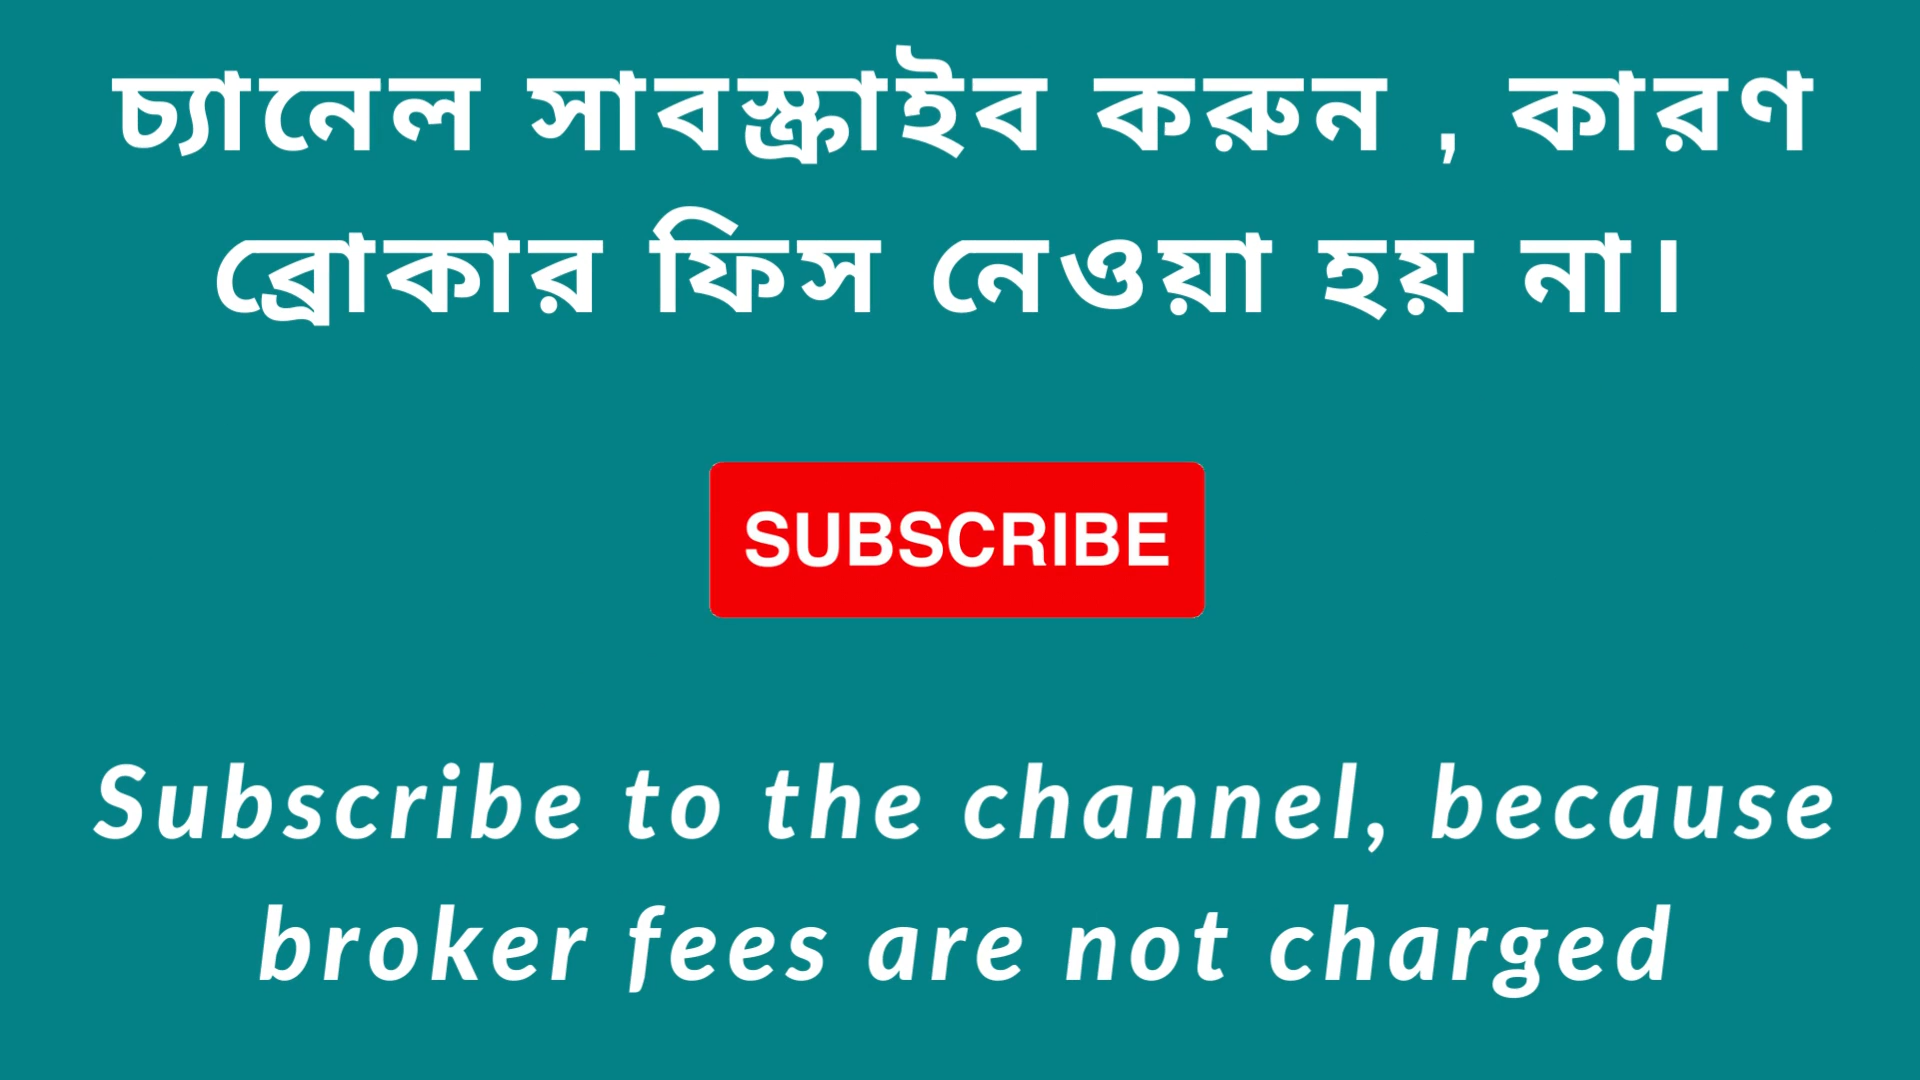 চ্যানেল সাবস্ক্রাইব করুন , কারণ
ব্রোকার ফিস নেওয়া হয় না।
SUBSCRIBE
Subscribe to the channel, because
broker fees are not charged